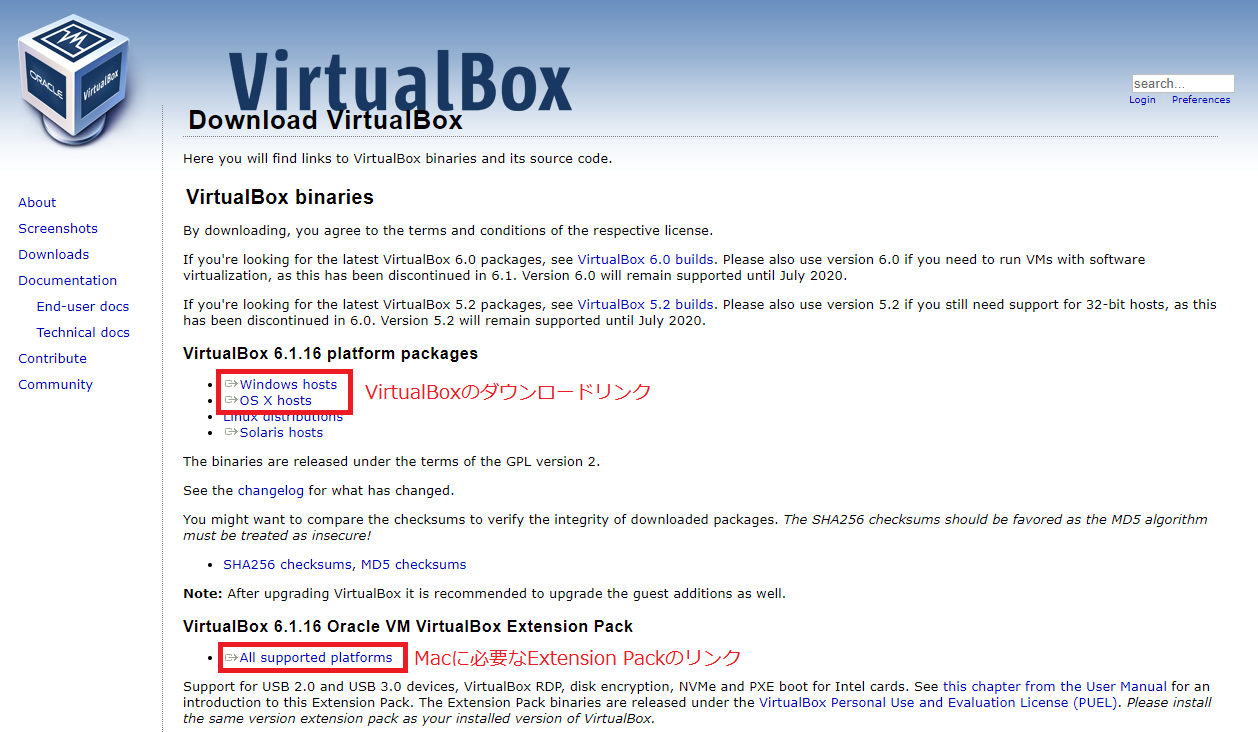 ORACLE
VirtualBox
VirtualBox
search...
Login Preferences
Download VirtualBox
Here you will find links to VirtualBox binaries and its source code.
About
Screenshots
Downloads
Documentation
End-user docs
Technical docs
Contribute
Community
VirtualBox binaries
By downloading, you agree to the terms and conditions of the respective license.
If you're looking for the latest VirtualBox 6.0 packages, see VirtualBox 6.0 builds. Please also use version 6.0 if you need to run VMs with software
virtualization, as this has been discontinued in 6.1. Version 6.0 will remain supported until July 2020.
If you're looking for the latest VirtualBox 5.2 packages, see VirtualBox 5.2 builds. Please also use version 5.2 if you still need support for 32-bit hosts, as this
has been discontinued in 6.0. Version 5.2 will remain supported until July 2020.
VirtualBox 6.1.16 platform packages
Windows hosts
OS X hosts
VirtualBoxのダウンロードリンク
Linux distributions
Solaris hosts
The binaries are released under the terms of the GPL version 2.
See the changelog for what has changed.
You might want to compare the checksums to verify the integrity of downloaded packages. The SHA256 checksums should be favored as the MD5 algorithm
must be treated as insecure!
SHA256 checksums, MD5 checksums
Note: After upgrading VirtualBox it is recommended to upgrade the guest additions as well.
VirtualBox 6.1.16 Oracle VM VirtualBox Extension Pack
All supported platforms Macに必要なExtension Packのリンク
Support for USB 2.0 and USB 3.0 devices, VirtualBox RDP, disk encryption, NVMe and PXE boot for Intel cards. See this chapter from the User Manual for an
introduction to this Extension Pack. The Extension Pack binaries are released under the VirtualBox Personal Use and Evaluation License (PUEL). Please install
the same version extension pack as your installed version of VirtualBox.